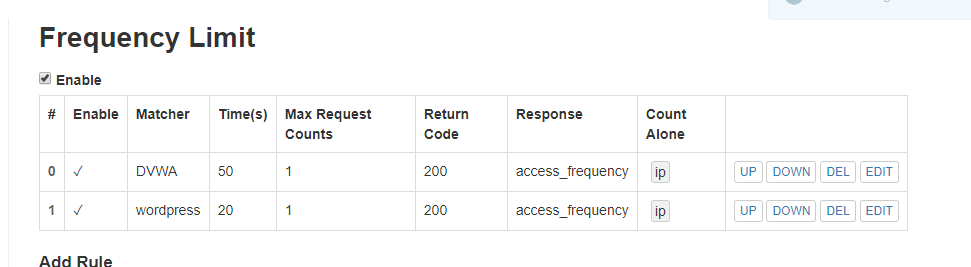 Frequency Limit
Enable
# Enable Matcher Time(s) Max Request Counts Return Code Response Count Alone
0 ✓ DVWA 50 1 200 access_frequency ip UP DOWN DEL EDIT
1 ✓ wordpress 20 1 200 access_frequency ip UP DOWN DEL EDIT
Add Rule